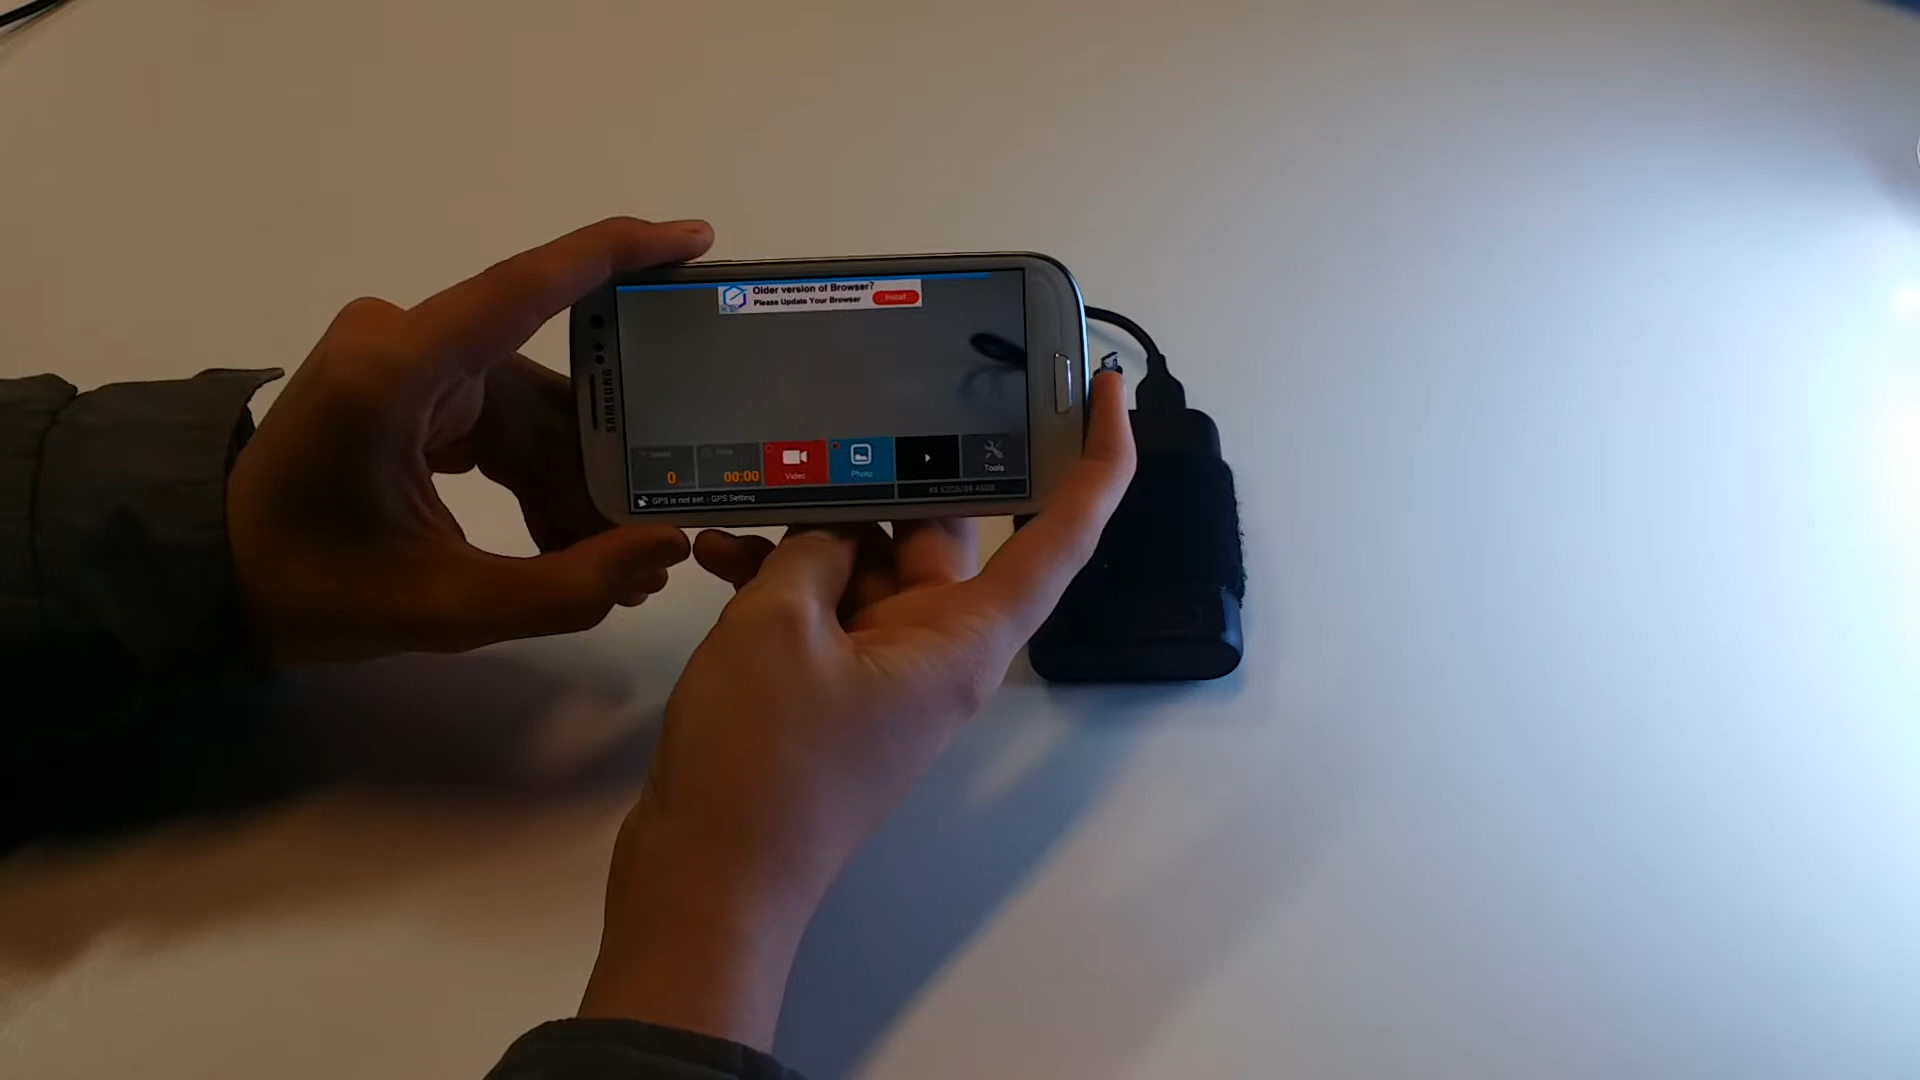 Older version of Browser?
Please Update Your Browser
Install
SAMSUNG
0
00:00
Video
Photo
Tools
GPS is not set - GPS Setting